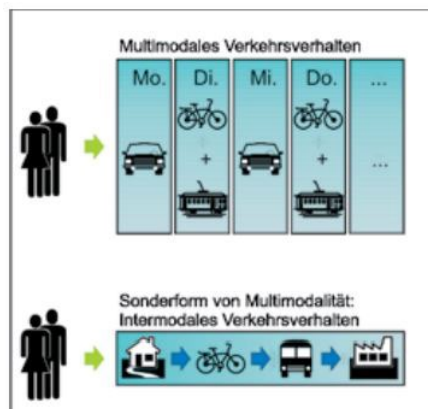 Multimodales Verkehrsverhalten
Mo. Di. Mi. Do. ...
+ + ...
Sonderform von Multimodalität:
Intermodales Verkehrsverhalten